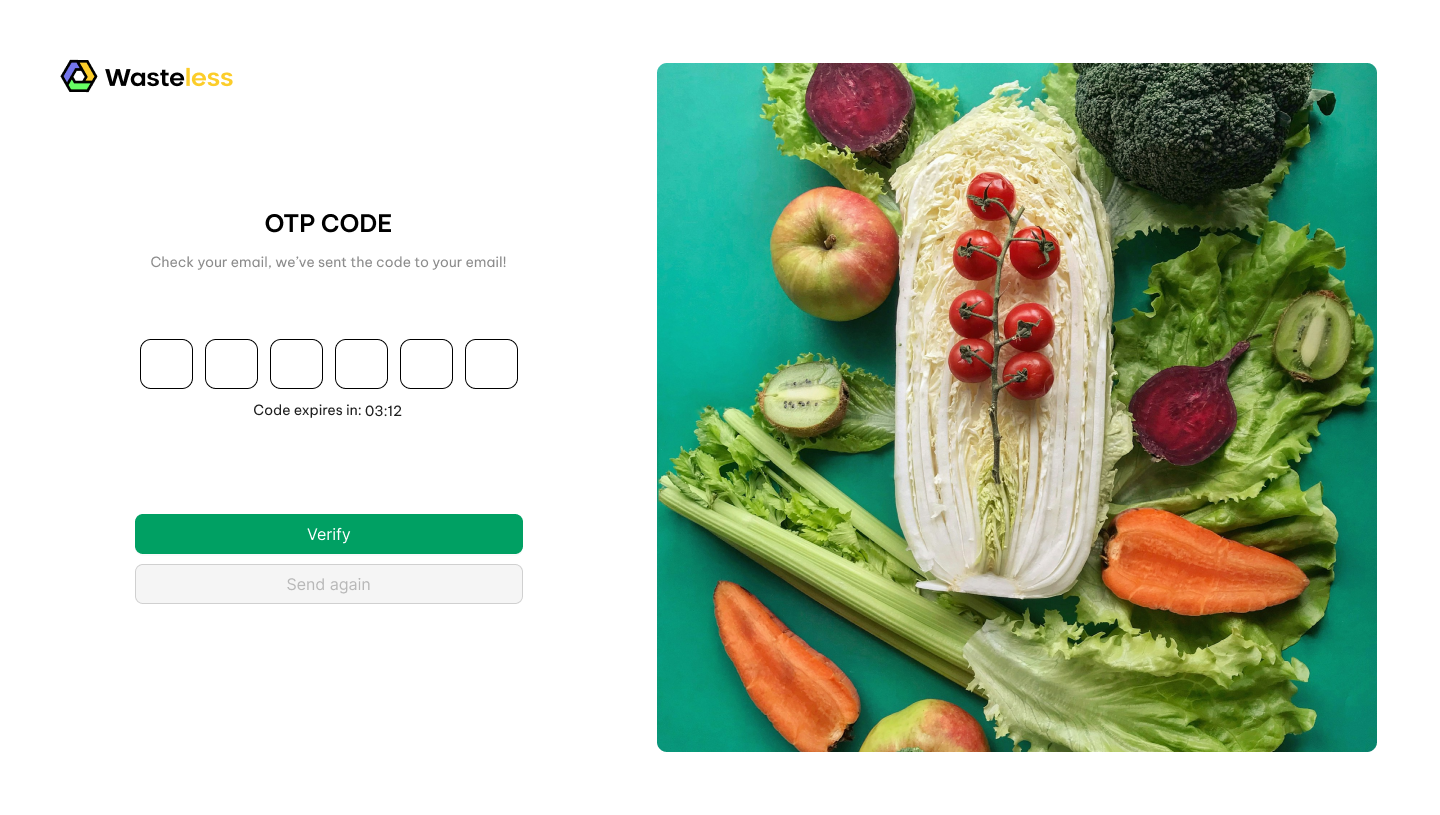 Wasteless
OTP CODE
Check your email, we’ve sent the code to your email!
Code expires in: 03:12
Verify
Send again